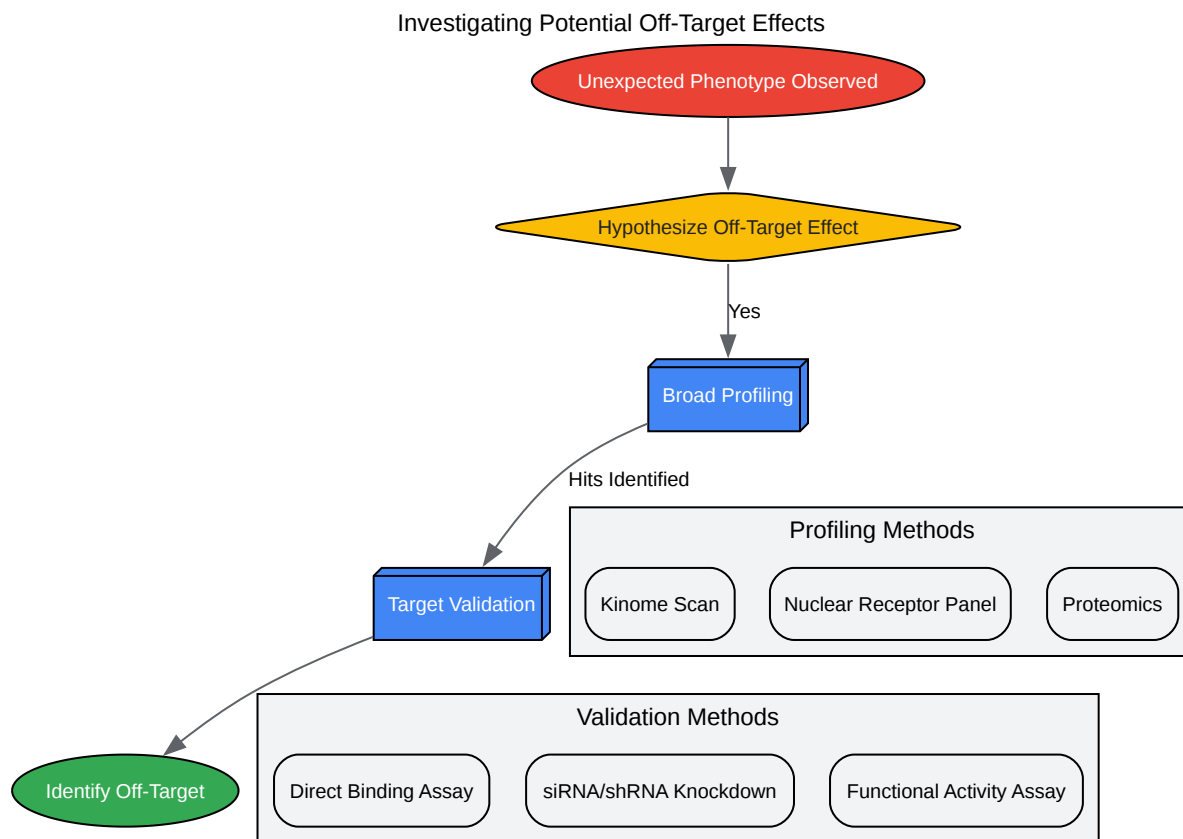 Investigating Potential Off-Target Effects
Unexpected Phenotype Observed
Hypothesize Off-Target Effect
Yes
Broad Profiling
Hits Identified
Profiling Methods
Kinome Scan
Nuclear Receptor Panel
Proteomics
Target Validation
Validation Methods
Identify Off-Target
Direct Binding Assay
siRNA/shRNA Knockdown
Functional Activity Assay